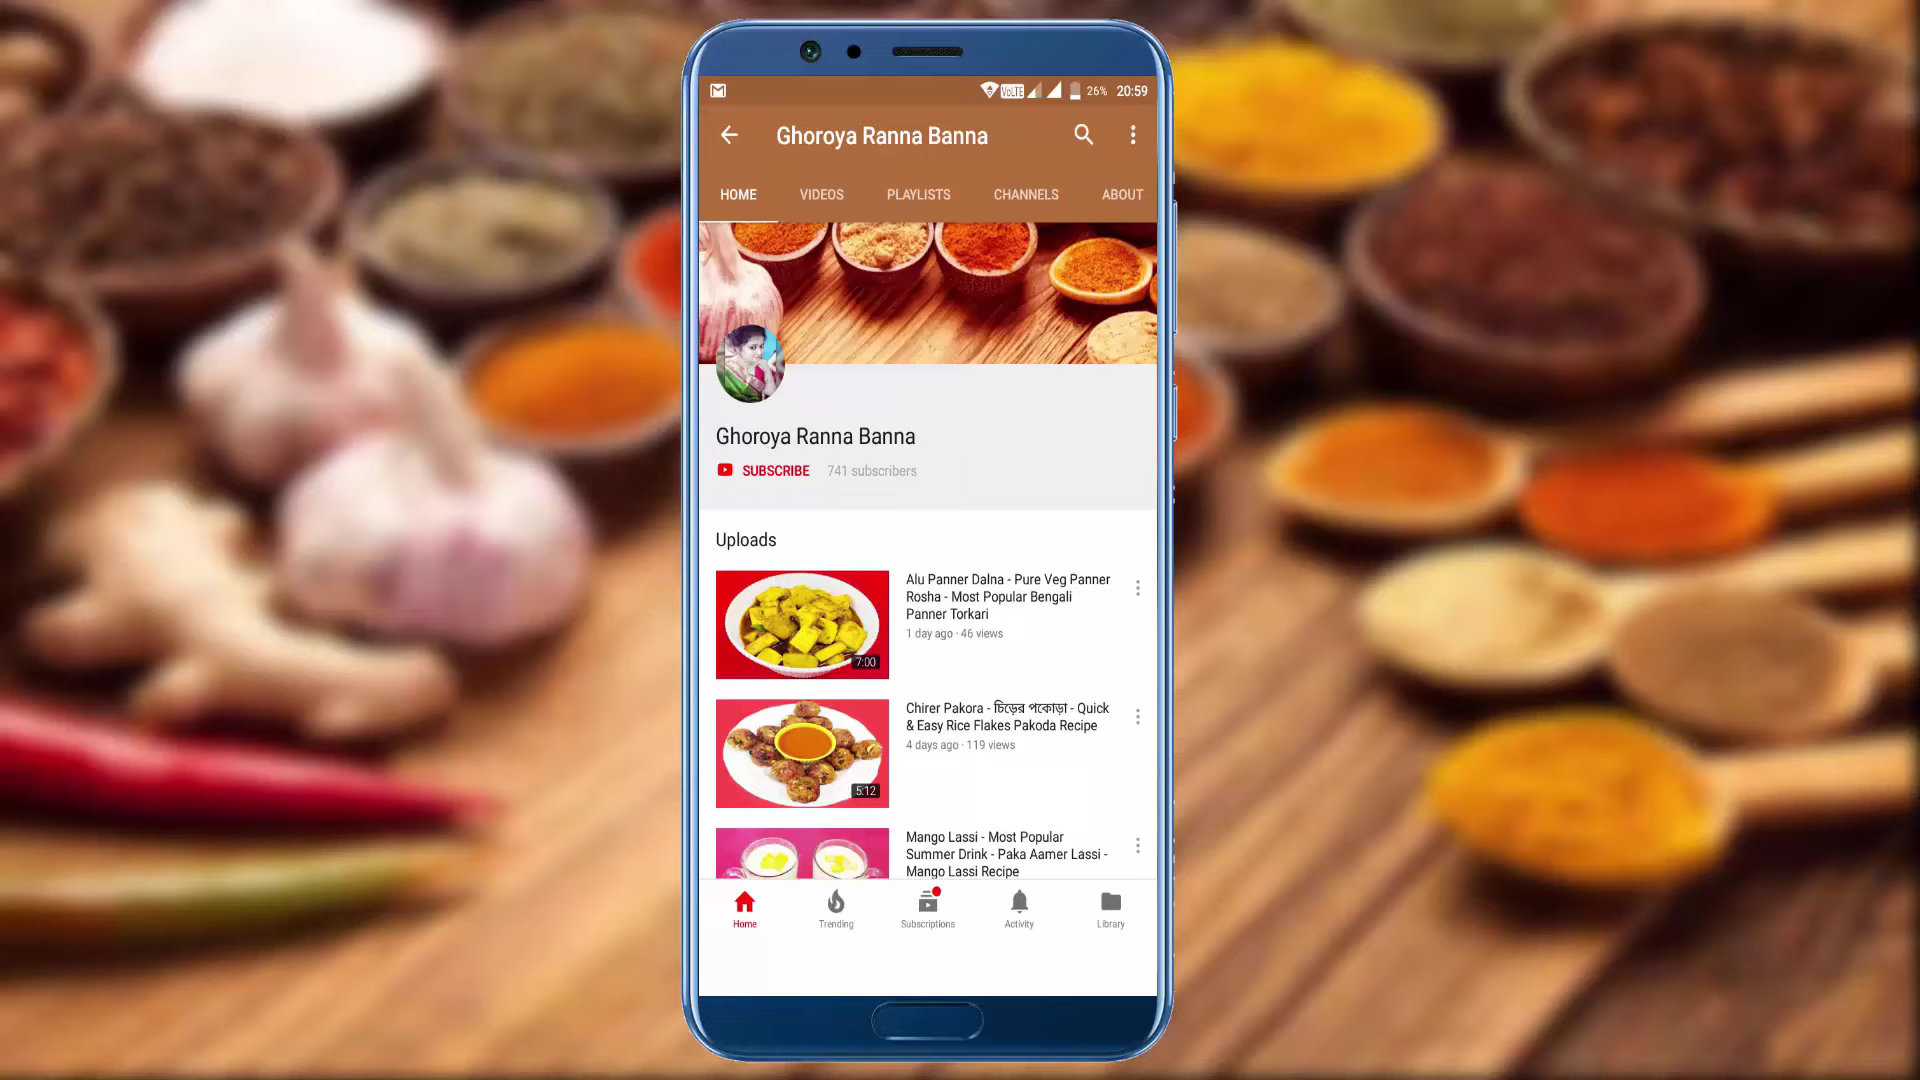 VoLTE 26% 20:59
Ghoroya Ranna Banna
HOME VIDEOS PLAYLISTS CHANNELS ABOUT
Ghoroya Ranna Banna
SUBSCRIBE 741 subscribers
Uploads
Alu Panner Dalna - Pure Veg Panner
Rosha - Most Popular Bengali
Panner Torkari
1 day ago · 46 views
7:00
Chirer Pakora - চিড়ের পকোড়া - Quick
& Easy Rice Flakes Pakoda Recipe
4 days ago · 119 views
5:12
Mango Lassi - Most Popular
Summer Drink - Paka Aamer Lassi -
Mango Lassi Recipe
Home Trending Subscriptions Activity Library